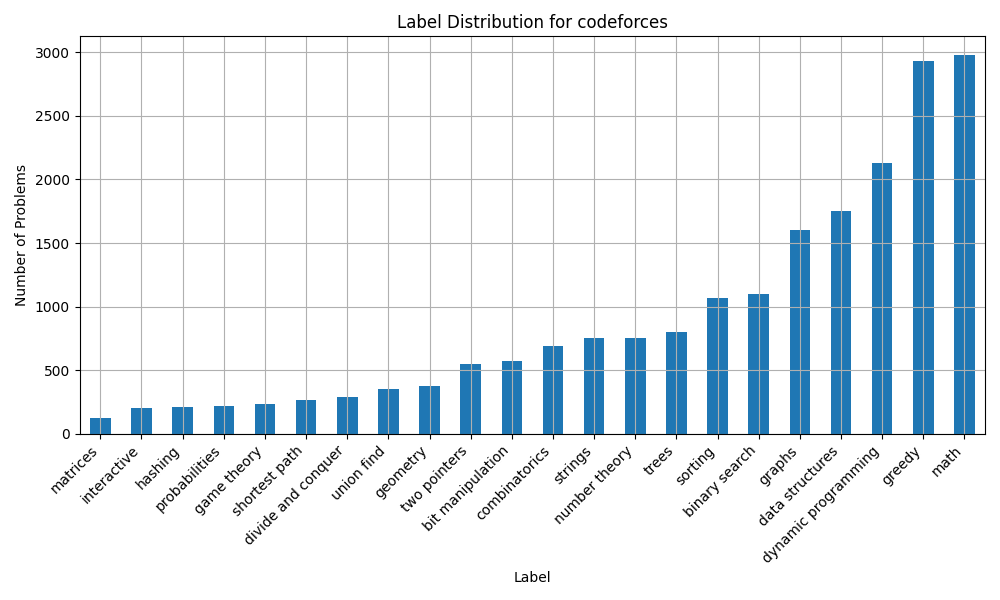 Label Distribution for codeforces
Number of Problems
3000
2500
2000
1500
1000
500
0
matrices
interactive
hashing
probabilities
game theory
shortest path
divide and conquer
union find
geometry
two pointers
bit manipulation
combinatorics
strings
number theory
trees
sorting
binary search
graphs
data structures
dynamic programming
greedy
math
Label